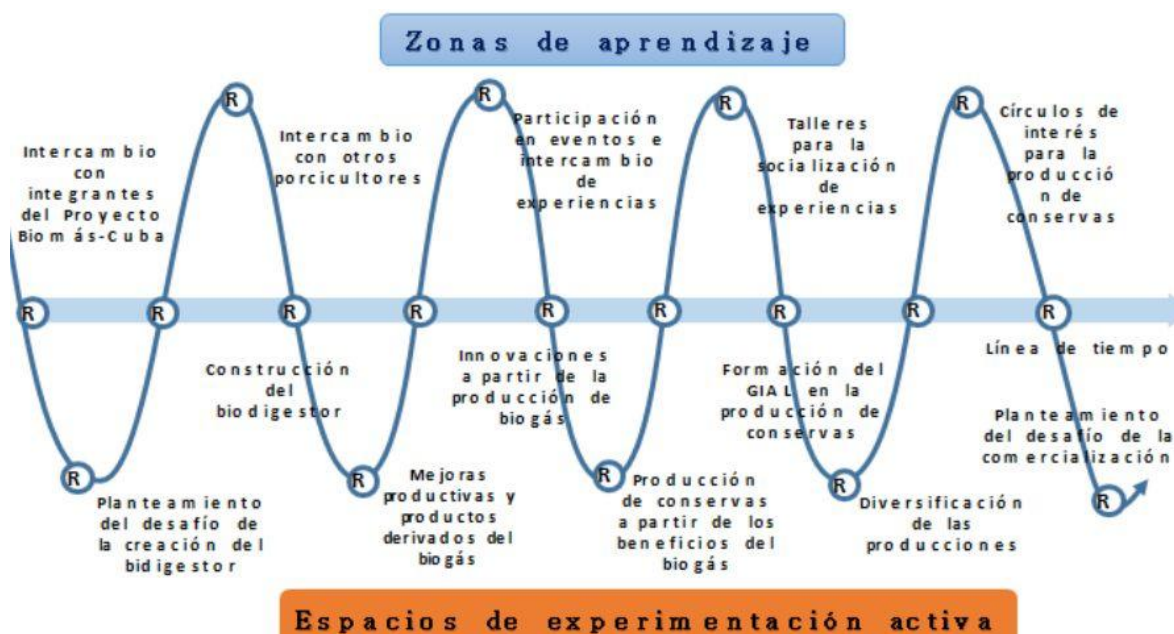 Zonas de aprendizaje
R
R
R
R
Intercambio
con
integrantes
del Proyecto
Biomás-Cuba
Intercambio
con otros
porcicultores
Participación
en eventos e
intercambio
de
experiencias
Talleres
para la
socialización
de
experiencias
Círculos de
interés
para la
producció
n de
conservas
R
R
R
R
R
R
R
R
R
Línea de tiempo
Construcción
del
biodigestor
Innovaciones
a partir de la
producción de
biogás
Formación del
GIAL en la
producción de
conservas
Planteamiento
del desafío de la
comercialización
R
R
R
R
R
Planteamiento
del desafío de
la creación del
bidigestor
Mejoras
productivas y
productos
derivados del
biogás
Producción
de conservas
a partir de los
beneficios del
biogás
Diversificación
de las
producciones
Espacios de experimentación activa